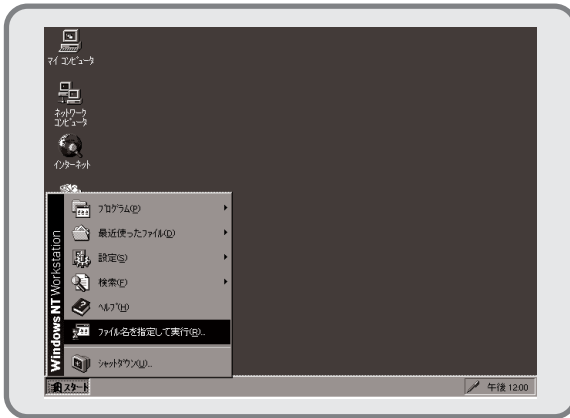 マイ コンピュータ
ネットワーク
コンピュータ
インターネット
プログラム(P)
最近使ったファイル(D)
設定(S)
検索(F)
ヘルプ(H)
ファイル名を指定して実行(R)...
シャットダウン(U)...
Windows NT Workstation
スタート
午後 12:00